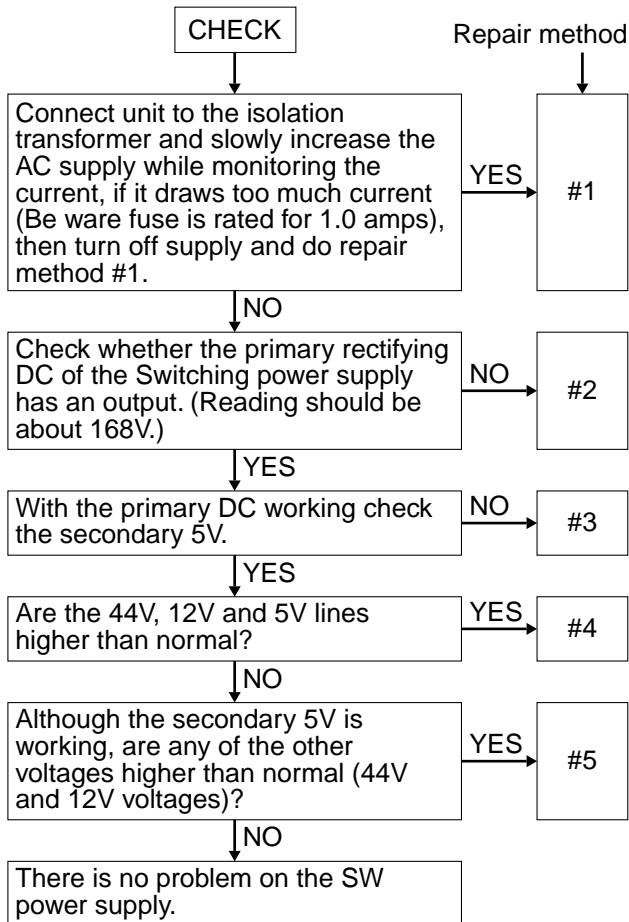 CHECK
Repair method
Connect unit to the isolation
transformer and slowly increase the
AC supply while monitoring the
current, if it draws too much current
(Be ware fuse is rated for 1.0 amps),
then turn off supply and do repair
method #1.
YES
#1
NO
Check whether the primary rectifying
DC of the Switching power supply
has an output. (Reading should be
about 168V.)
NO
#2
YES
With the primary DC working check
the secondary 5V.
NO
#3
YES
Are the 44V, 12V and 5V lines
higher than normal?
YES
#4
NO
Although the secondary 5V is
working, are any of the other
voltages higher than normal (44V
and 12V voltages)?
YES
#5
NO
There is no problem on the SW
power supply.